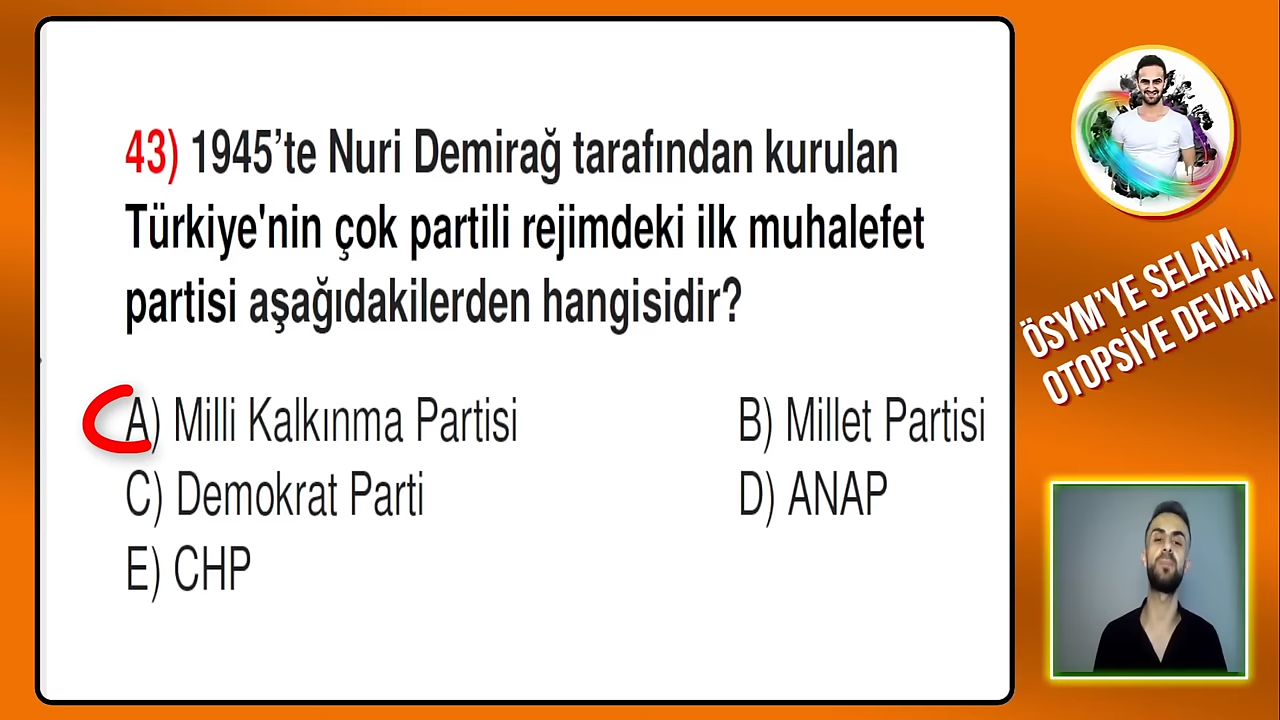 43) 1945’te Nuri Demirağ tarafından kurulan
Türkiye'nin çok partili rejimdeki ilk muhalefet
partisi aşağıdakilerden hangisidir?
A) Milli Kalkınma Partisi
B) Millet Partisi
C) Demokrat Parti
D) ANAP
E) CHP
ÖSYM’YE SELAM,
OTOPSİYE DEVAM